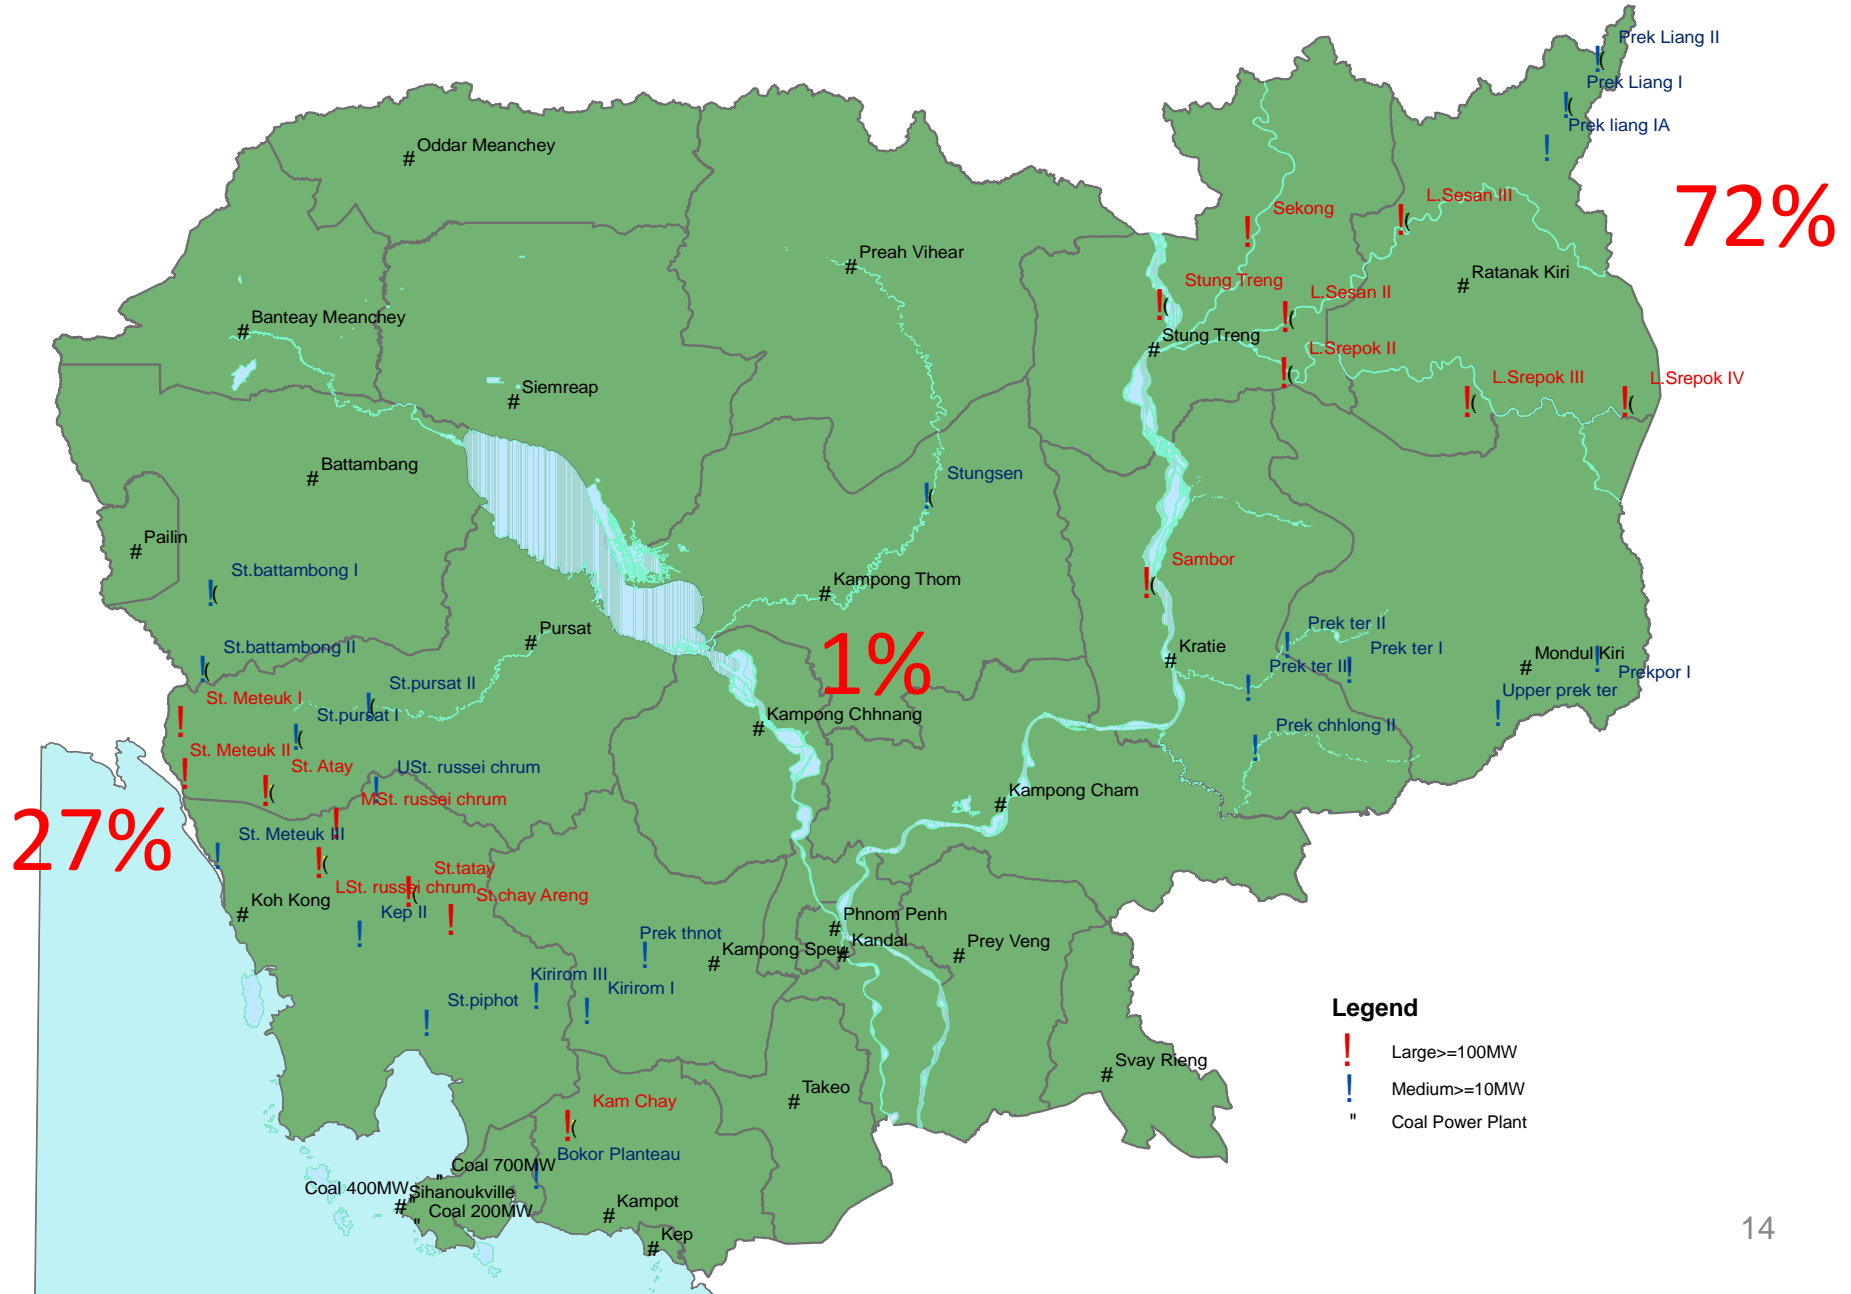 Prek Liang II
Prek Liang I
Prek liang IA
Oddar Meanchey
72%
L.Sesan III
Sekong
Preah Vihear
Ratanak Kiri
Stung Treng
L.Sesan II
Banteay Meanchey
Stung Treng
L.Srepok II
L.Srepok III
L.Srepok IV
Siemreap
Battambang
Stungsen
Pailin
Sambor
St.battambong I
Kampong Thom
Pursat
Prek ter II
Kratie
Prek ter I
St.battambong II
1%
Mondul Kiri
Prek ter II
Prekpor I
St.pursat II
Upper prek ter
St. Meteuk I
St.pursat I
Kampong Chhnang
Prek chhlong II
St. Meteuk II
St. Atay
USt. russei chrum
MSt. russei chrum
Kampong Cham
27%
St. Meteuk III
St.tatay
LSt. russei chrum
St.chay Areng
Koh Kong
Kep II
Phnom Penh
Prek thnot
Kandal
Prey Veng
Kampong Speu
Kirirom III
Kirirom I
St.piphot
Legend
Large>=100MW
Svay Rieng
Takeo
Medium>=10MW
Kam Chay
Coal Power Plant
Bokor Planteau
Coal 700MW
Coal 400MW
Sihanoukville
Kampot
Coal 200MW
Kep
14